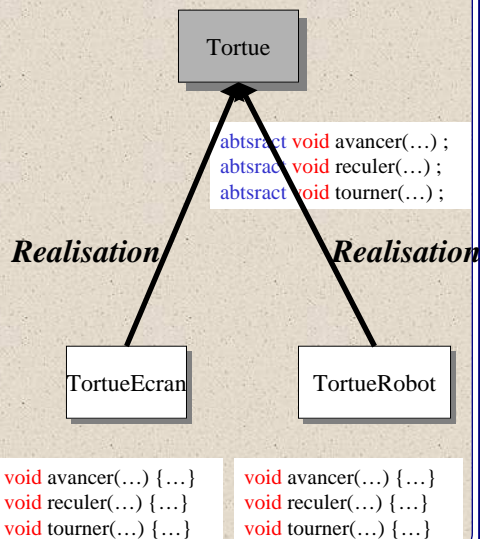 Tortue
abtsract void avancer(…) ;
abtsract void reculer(…) ;
abtsract void tourner(…) ;
Realisation
Realisation
TortueEcran
TortueRobot
void avancer(…) {…}
void reculer(…) {…}
void tourner(…) {…}
void avancer(…) {…}
void reculer(…) {…}
void tourner(…) {…}